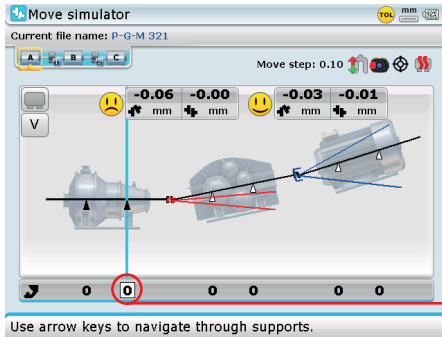 Move simulator
TOL mm
Current file name: P-G-M 321
A B C
Move step: 0.10
V
-0.06 -0.00 -0.03 -0.01
mm mm mm mm
0 0 0 0 0 0
Use arrow keys to navigate through supports.